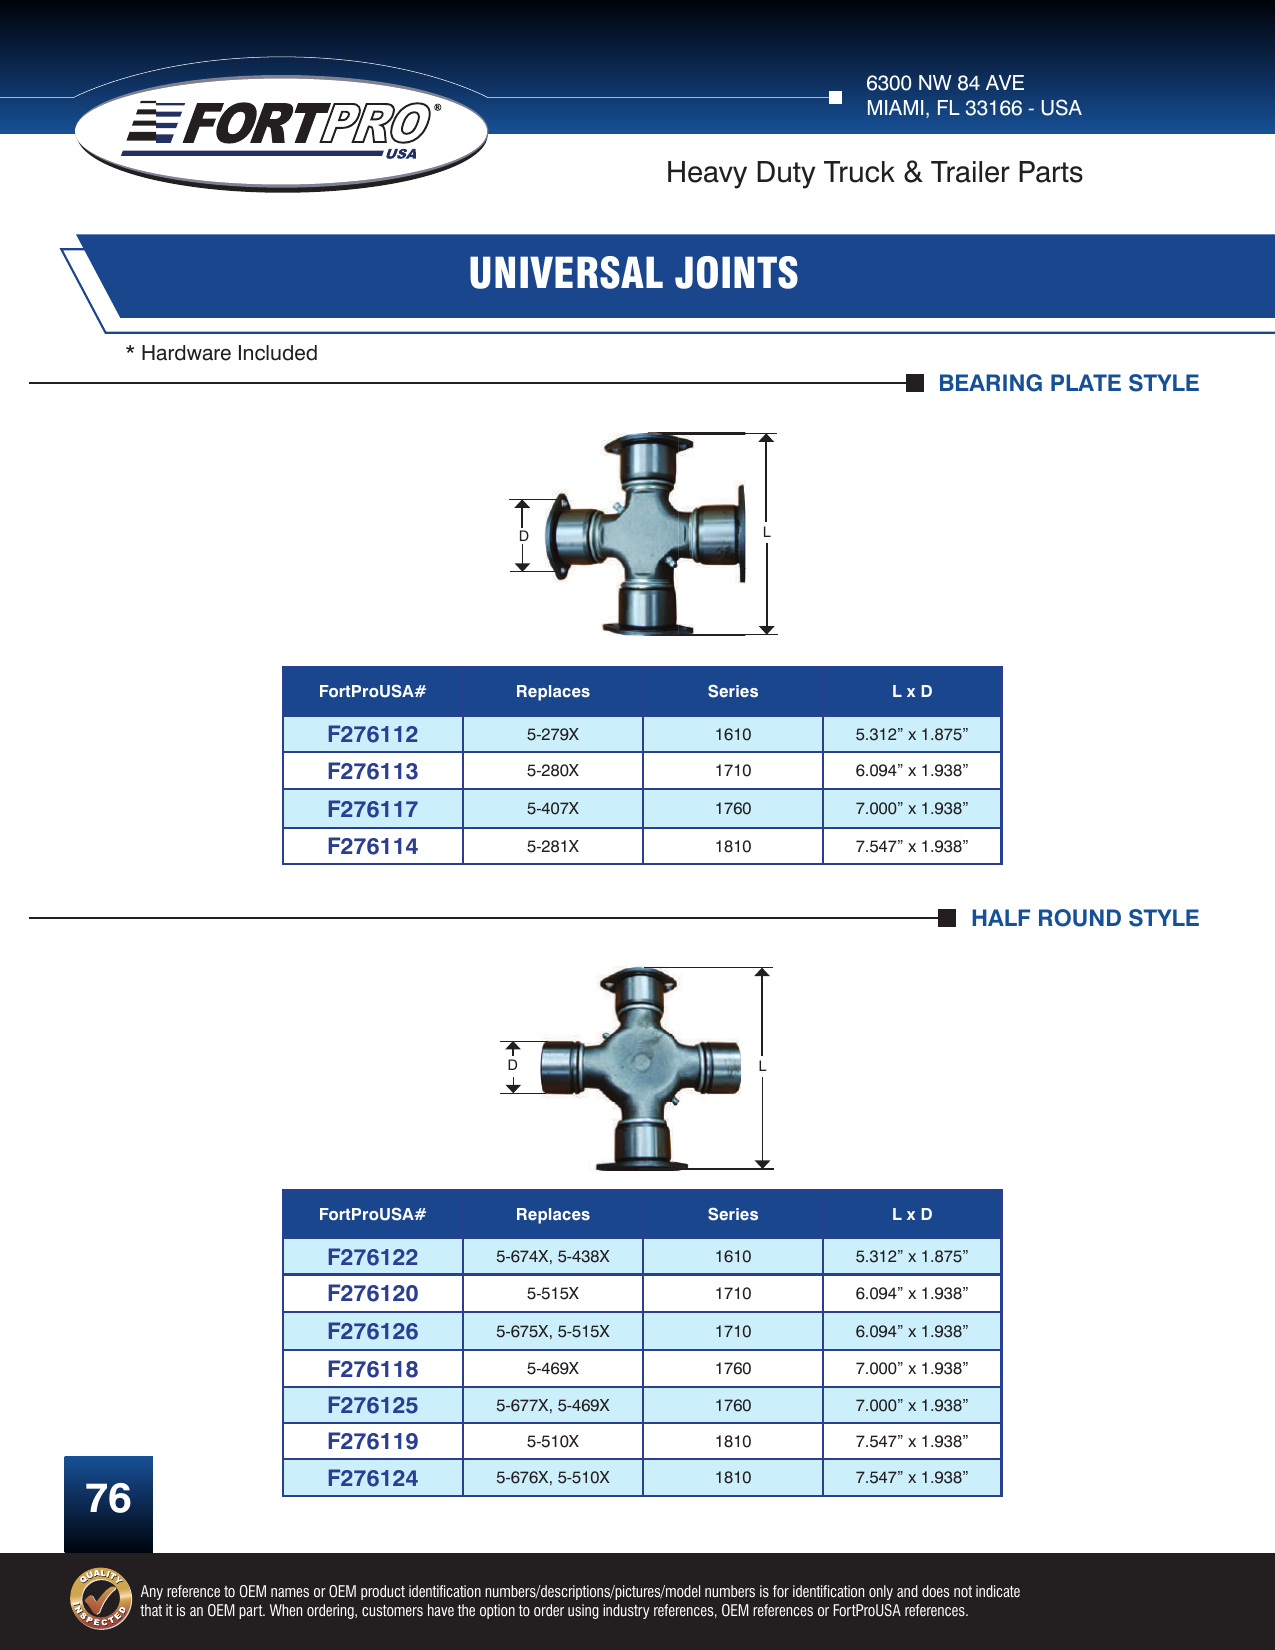 FORTPRO®
USA
6300 NW 84 AVE
MIAMI, FL 33166 - USA
Heavy Duty Truck & Trailer Parts
UNIVERSAL JOINTS
* Hardware Included
BEARING PLATE STYLE
D
L
FortProUSA# Replaces Series L x D
F276112 5-279X 1610 5.312” x 1.875”
F276113 5-280X 1710 6.094” x 1.938”
F276117 5-407X 1760 7.000” x 1.938”
F276114 5-281X 1810 7.547” x 1.938”
HALF ROUND STYLE
D
L
FortProUSA# Replaces Series L x D
F276122 5-674X, 5-438X 1610 5.312” x 1.875”
F276120 5-515X 1710 6.094” x 1.938”
F276126 5-675X, 5-515X 1710 6.094” x 1.938”
F276118 5-469X 1760 7.000” x 1.938”
F276125 5-677X, 5-469X 1760 7.000” x 1.938”
F276119 5-510X 1810 7.547” x 1.938”
F276124 5-676X, 5-510X 1810 7.547” x 1.938”
76
QUALITY
INSPECTED
Any reference to OEM names or OEM product identification numbers/descriptions/pictures/model numbers is for identification only and does not indicate
that it is an OEM part. When ordering, customers have the option to order using industry references, OEM references or FortProUSA references.